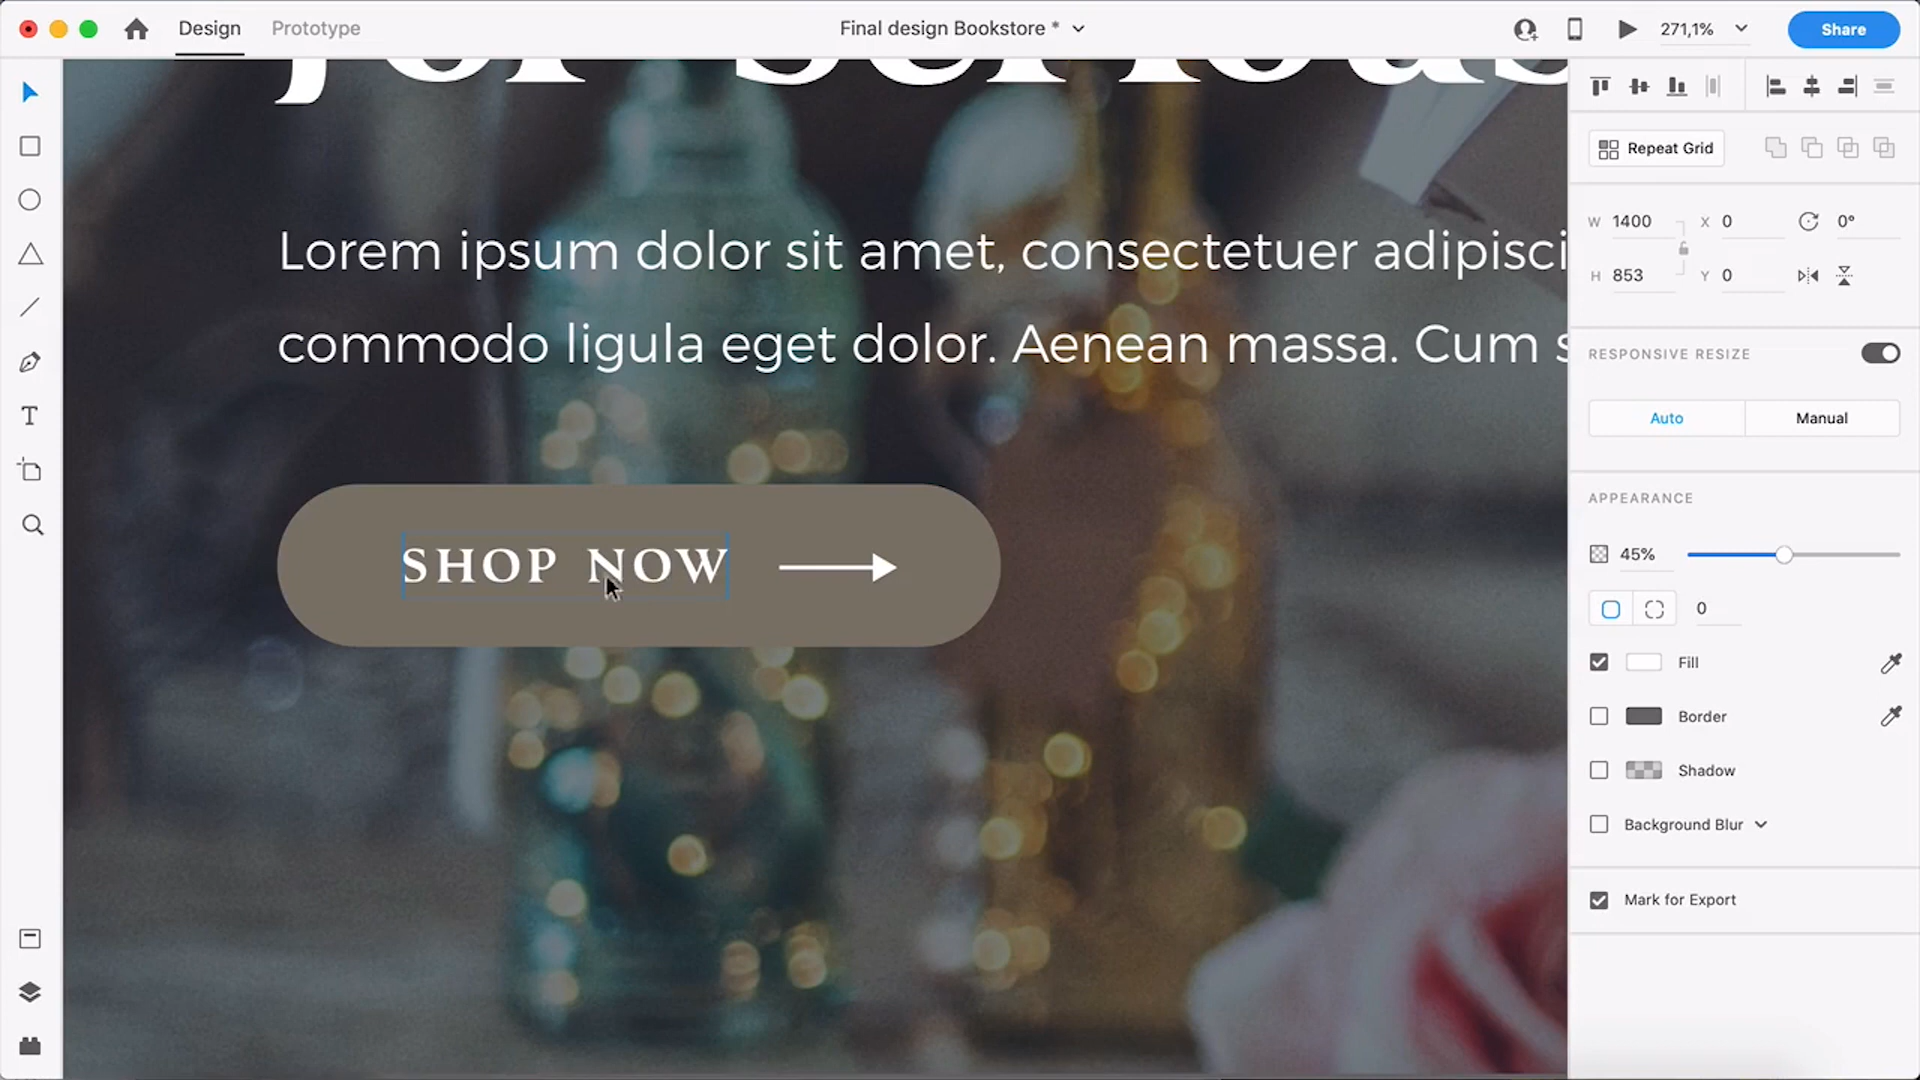 Design
Prototype
Final design Bookstore *
271,1%
Share
for serious
Repeat Grid
W 1400
X 0
0°
H 853
Y 0
Lorem ipsum dolor sit amet, consectetuer adipisci
commodo ligula eget dolor. Aenean massa. Cum s
RESPONSIVE RESIZE
Auto
Manual
APPEARANCE
45%
SHOP NOW
0
Fill
Border
Shadow
Background Blur
Mark for Export